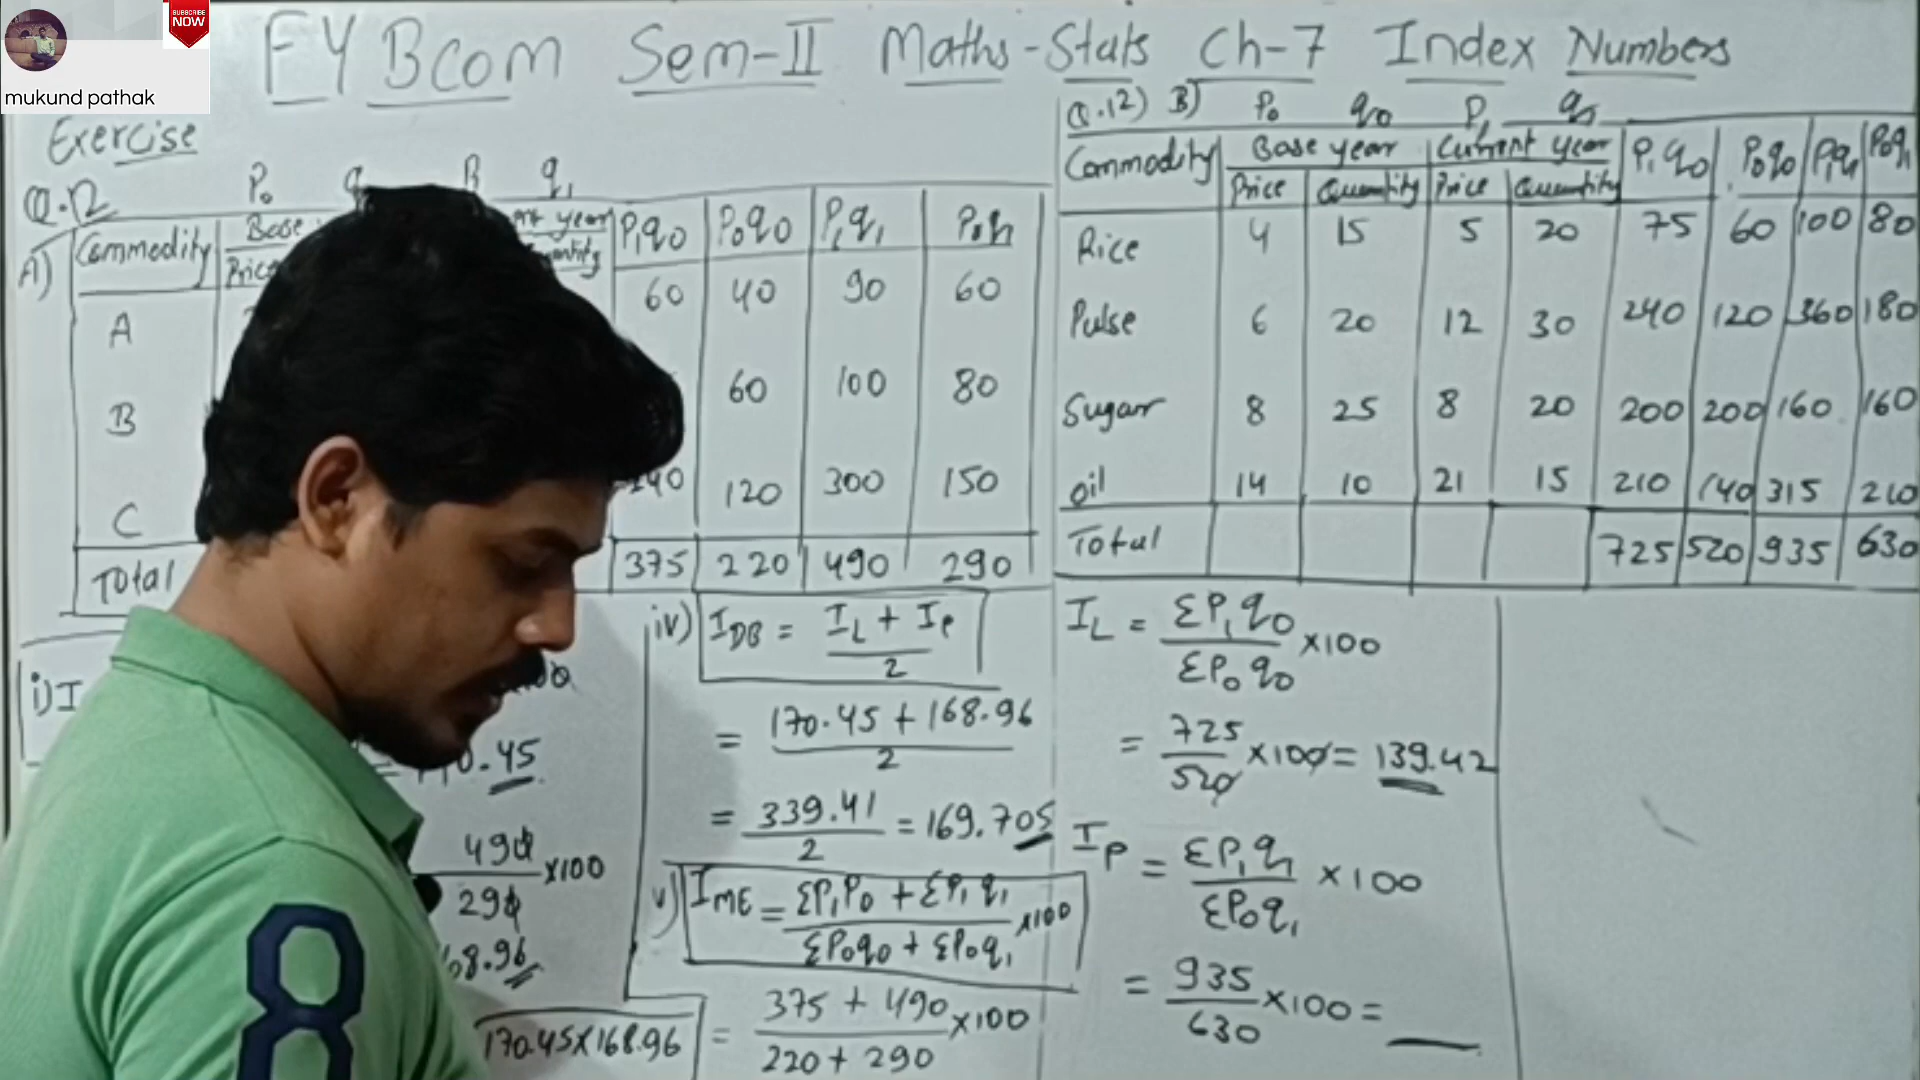 SUBSCRIBE NOW
mukund pathak
FY Bcom Sem-II Maths-Stats Ch-7 Index Numbers
Exercise
Q.12
A)
P₀ q₁
Commodity Base year P₁q₀ P₀q₀ P₁q₁ P₀q₁
A 60 40 90 60
B 60 100 80
C 240 120 300 150
Total 375 220 490 290
i) I
490 ×100
290
170.45×168.96
iv) I_DB = I_L + I_P
2
= 170.45 + 168.96
2
= 339.41 = 169.705
2
v) I_ME = ΣP₁P₀ + ΣP₁q₁ ×100
ΣP₀q₀ + ΣP₀q₁
= 375 + 490 ×100
220 + 290
Q.12) B) P₀ q₀ P₁ q₁
Commodity Base year Current year P₁q₀ P₀q₀ P₁q₁ P₀q₁
Price Quantity Price Quantity
Rice 4 15 5 20 75 60 100 80
Pulse 6 20 12 30 240 120 360 180
Sugar 8 25 8 20 200 200 160 160
oil 14 10 21 15 210 140 315 210
Total 725 520 935 630
I_L = ΣP₁q₀ ×100
ΣP₀q₀
= 725 ×100 = 139.42
520
I_P = ΣP₁q₁ ×100
ΣP₀q₁
= 935 ×100 =
630
8